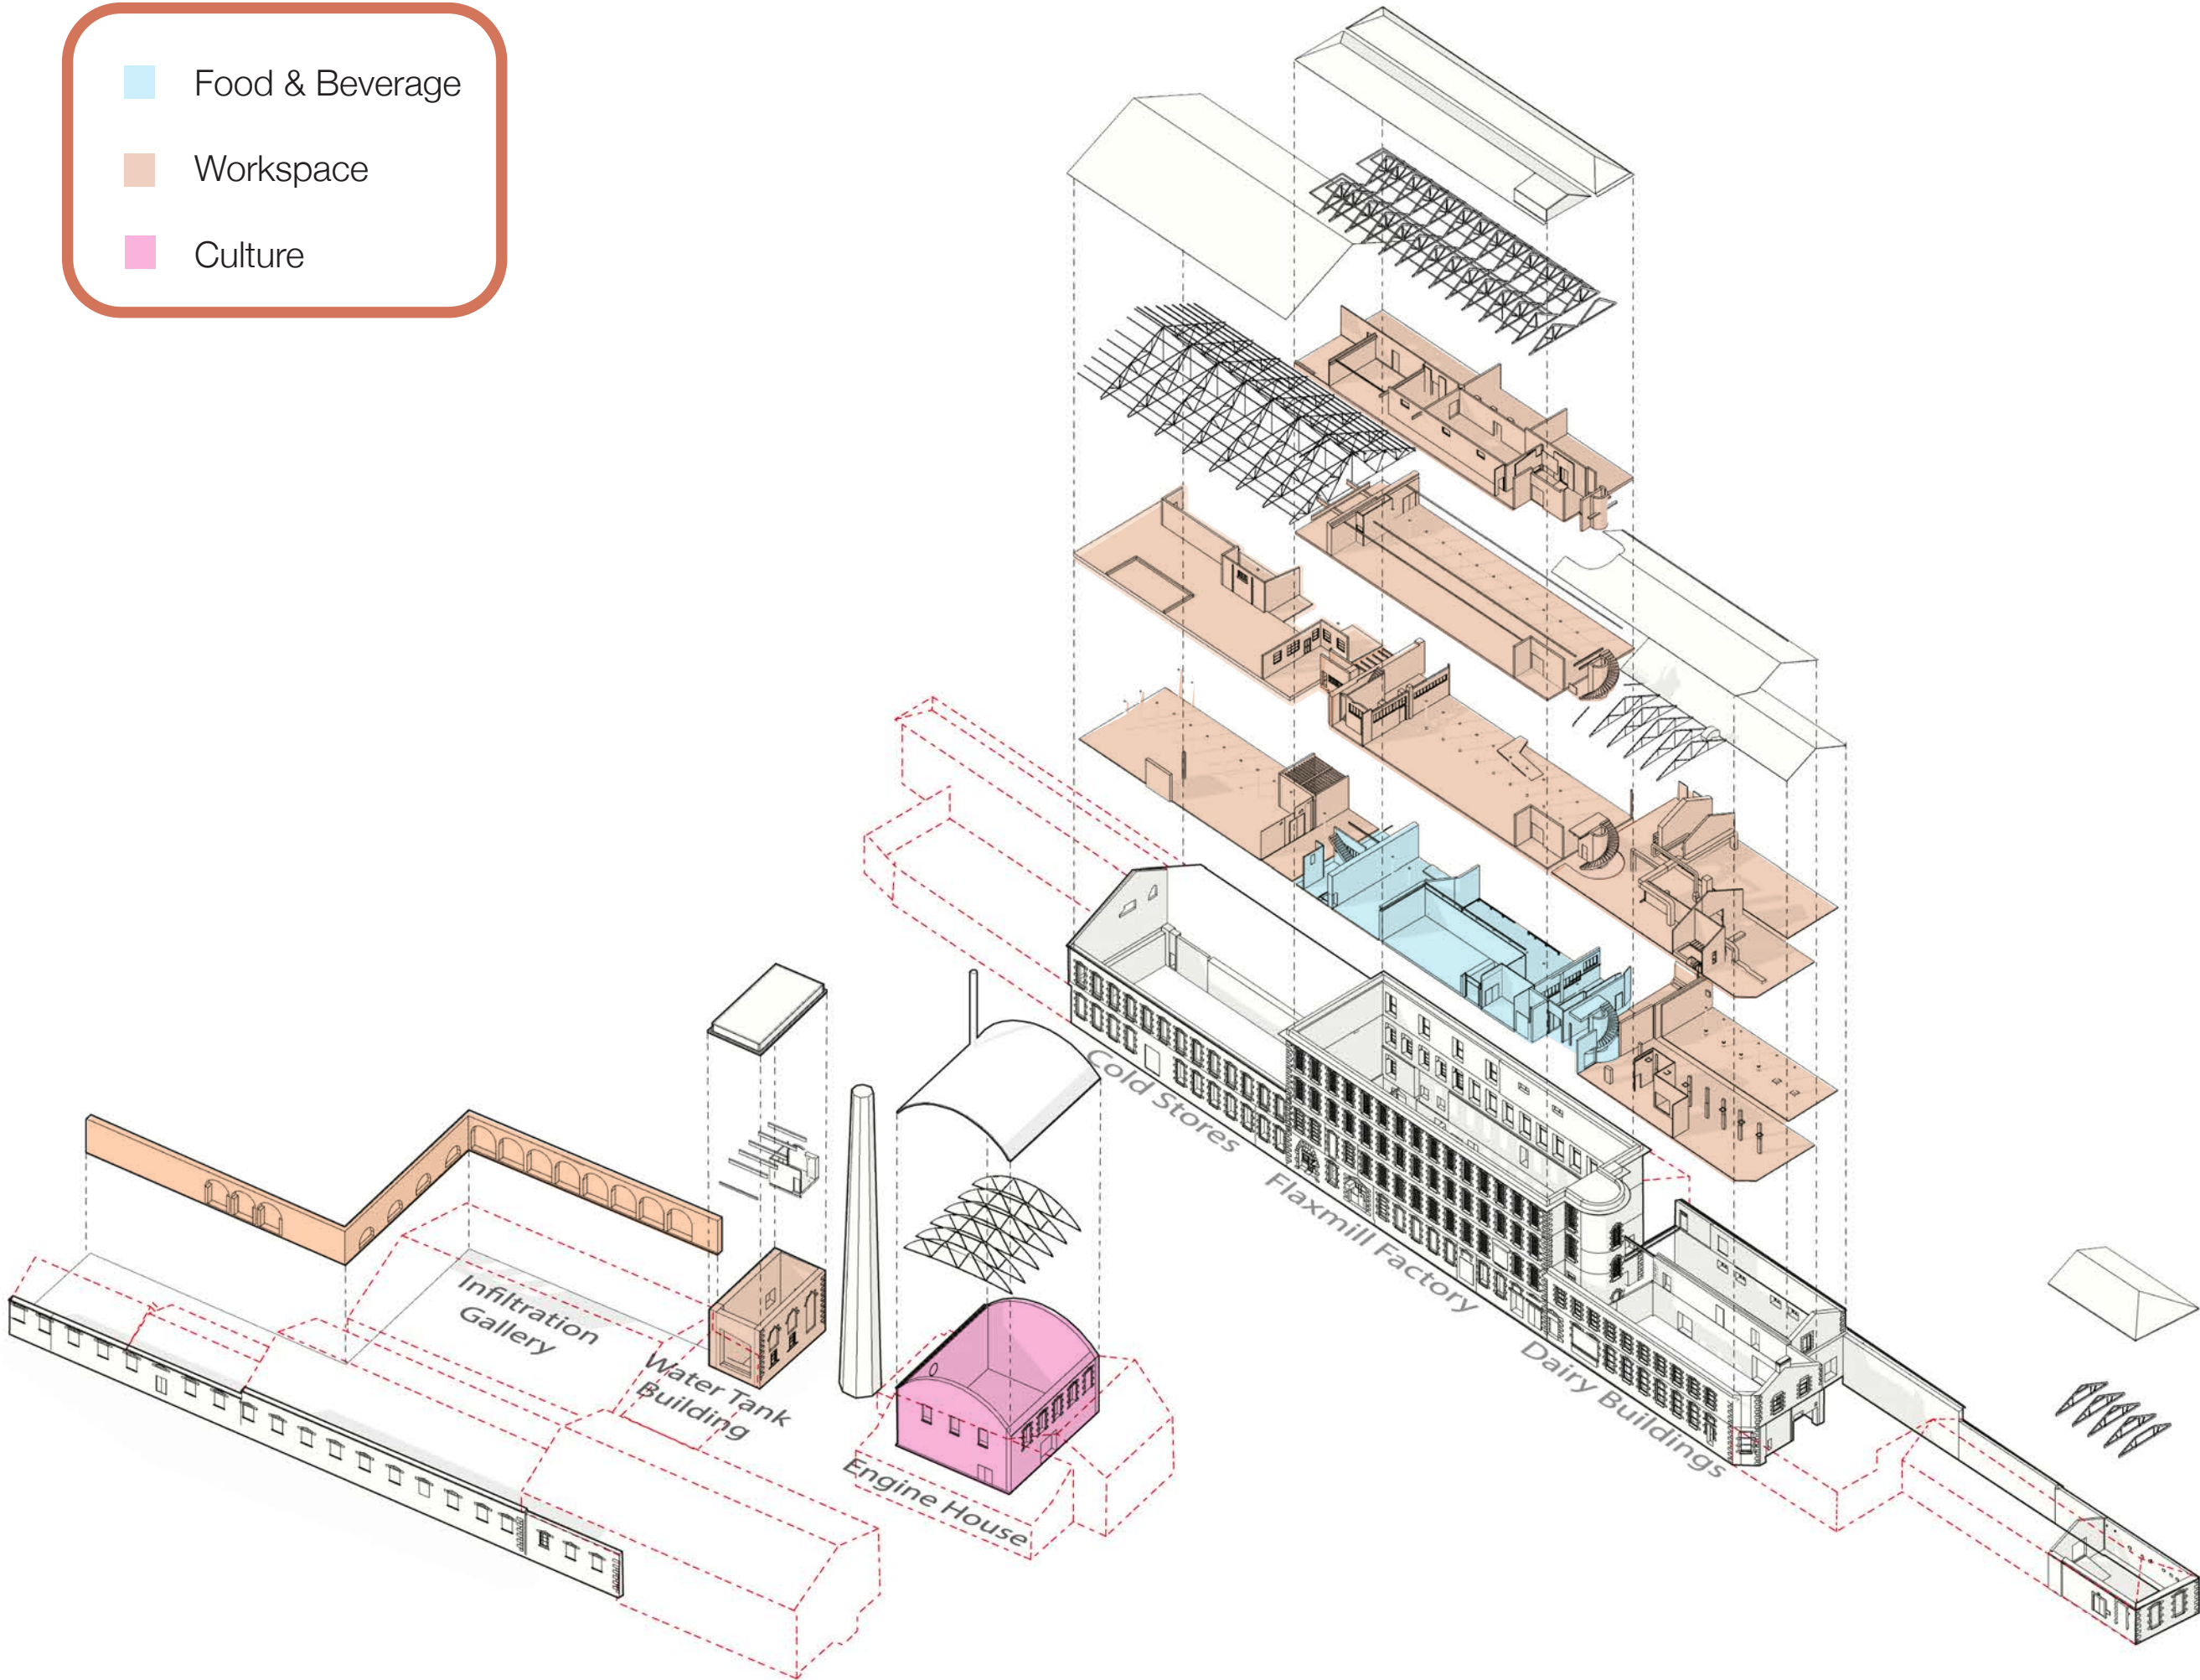 Food & Beverage
Workspace
Culture
Cold Stores
Flaxmill Factory
Dairy Buildings
Infiltration
Gallery
Water Tank
Building
Engine House